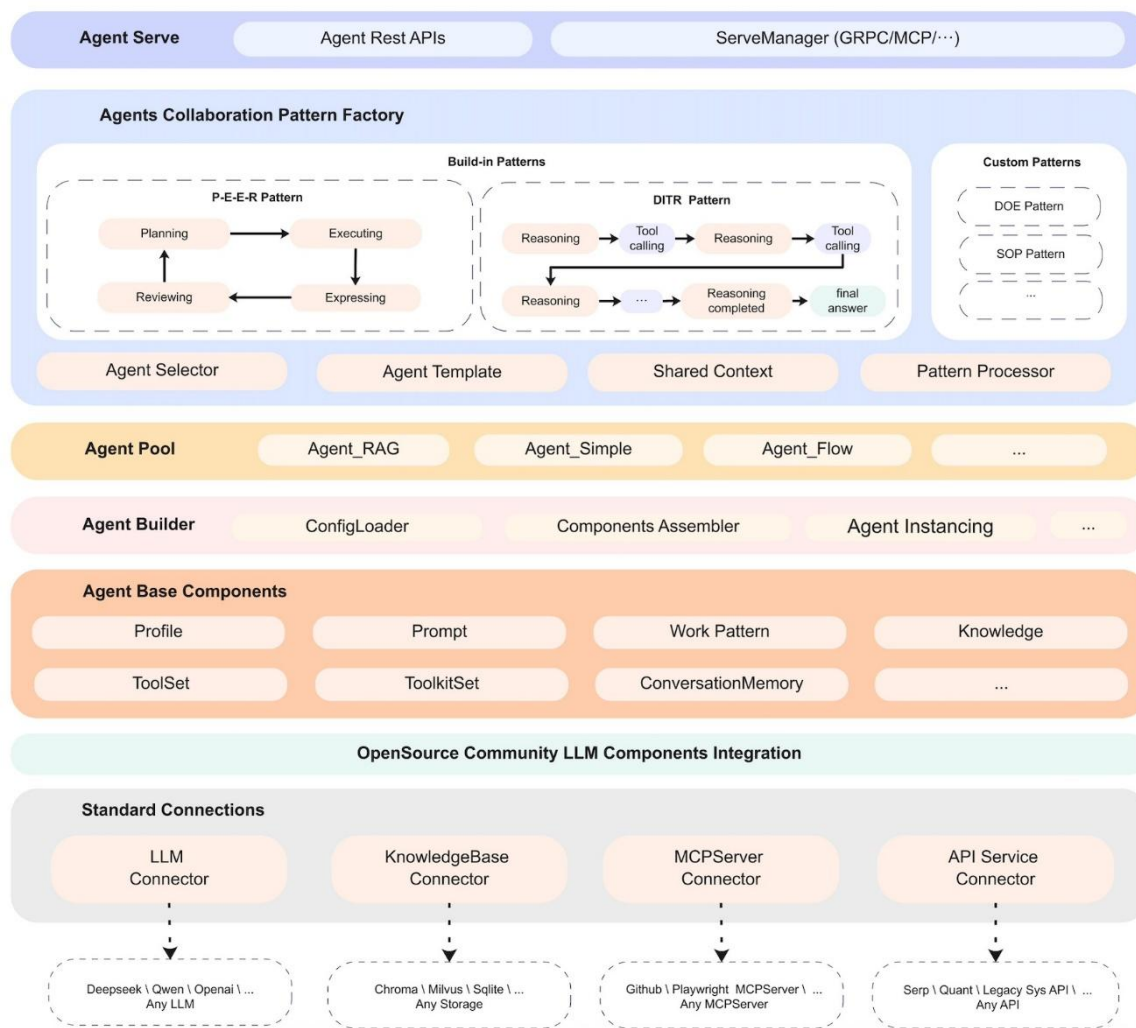 Agent Serve
Agent Rest APIs
ServeManager (GRPC/MCP/···)
Agents Collaboration Pattern Factory
Build-in Patterns
P-E-E-R Pattern
Planning
Executing
Reviewing
Expressing
DITR Pattern
Reasoning
Tool
calling
Reasoning
Tool
calling
Reasoning
···
Reasoning
completed
final
answer
Custom Patterns
DOE Pattern
SOP Pattern
...
Agent Selector
Agent Template
Shared Context
Pattern Processor
Agent Pool
Agent_RAG
Agent_Simple
Agent_Flow
...
Agent Builder
ConfigLoader
Components Assembler
Agent Instancing
...
Agent Base Components
Profile
Prompt
Work Pattern
Knowledge
ToolSet
ToolkitSet
ConversationMemory
...
OpenSource Community LLM Components Integration
Standard Connections
LLM
Connector
KnowledgeBase
Connector
MCPServer
Connector
API Service
Connector
Deepseek \ Qwen \ Openai \ ...
Any LLM
Chroma \ Milvus \ Sqlite \ ...
Any Storage
Github \ Playwright MCPServer \ ...
Any MCPServer
Serp \ Quant \ Legacy Sys API \ ...
Any API